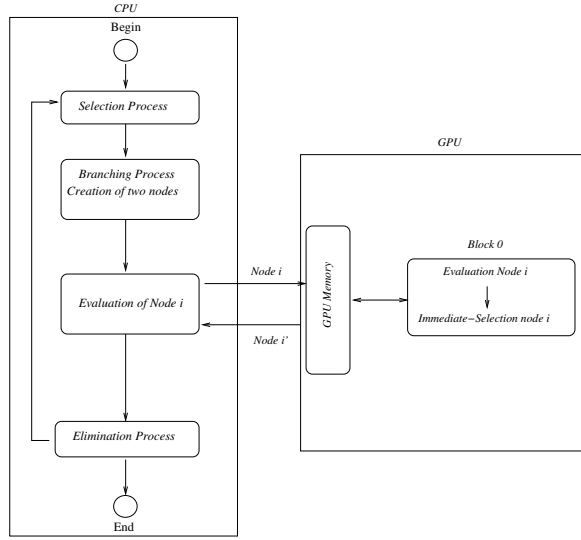 CPU
Begin
Selection Process
Branching Process
Creation of two nodes
Evaluation of Node i
Elimination Process
End
Node i
Node i'
GPU
GPU Memory
Block 0
Evaluation Node i
Immediate−Selection node i